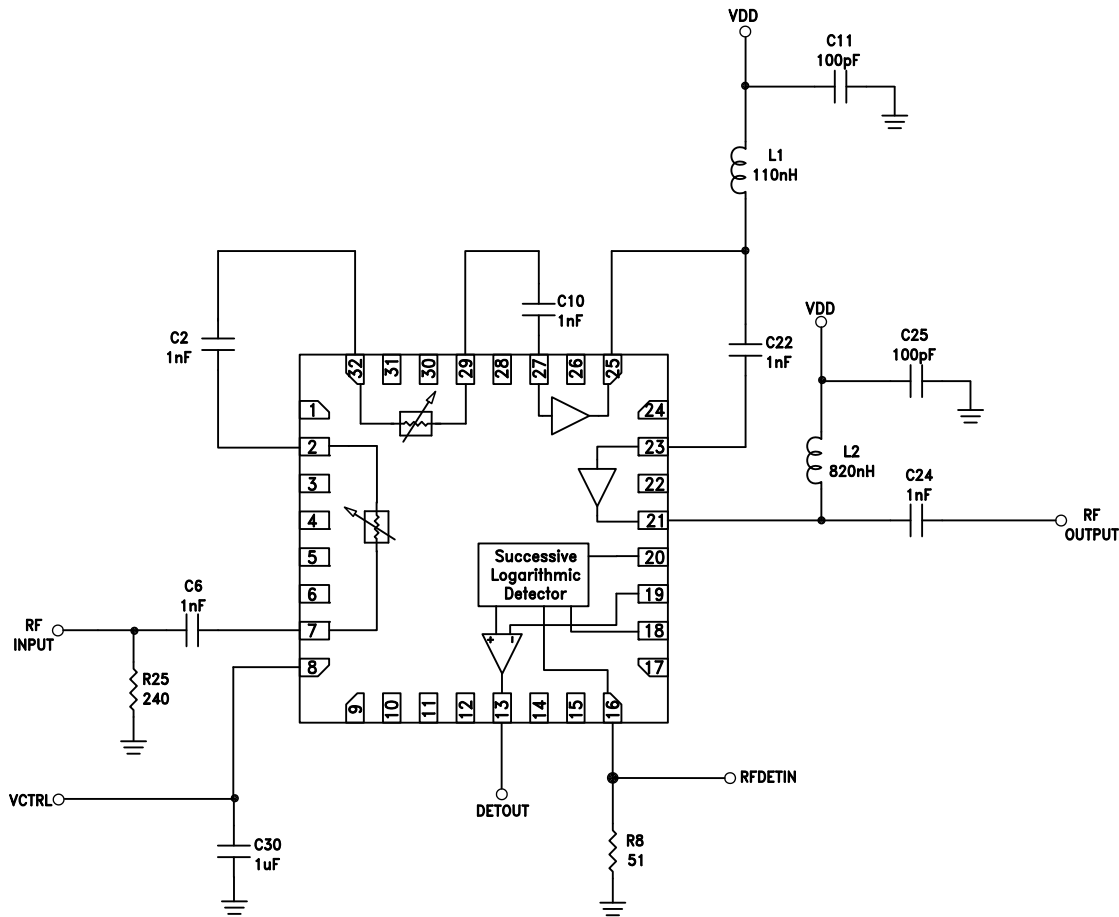 VDD
C11
100pF
L1
110nH
C10
1nF
C2
1nF
VDD
C25
100pF
C22
1nF
32
31
30
29
28
27
26
25
1
2
3
4
5
6
7
8
24
23
22
21
20
19
18
17
L2
820nH
C24
1nF
RF
OUTPUT
Successive
Logarithmic
Detector
+
-
C6
1nF
RF
INPUT
R25
240
9
10
11
12
13
14
15
16
VCTRL
C30
1uF
DETOUT
RFDETIN
R8
51